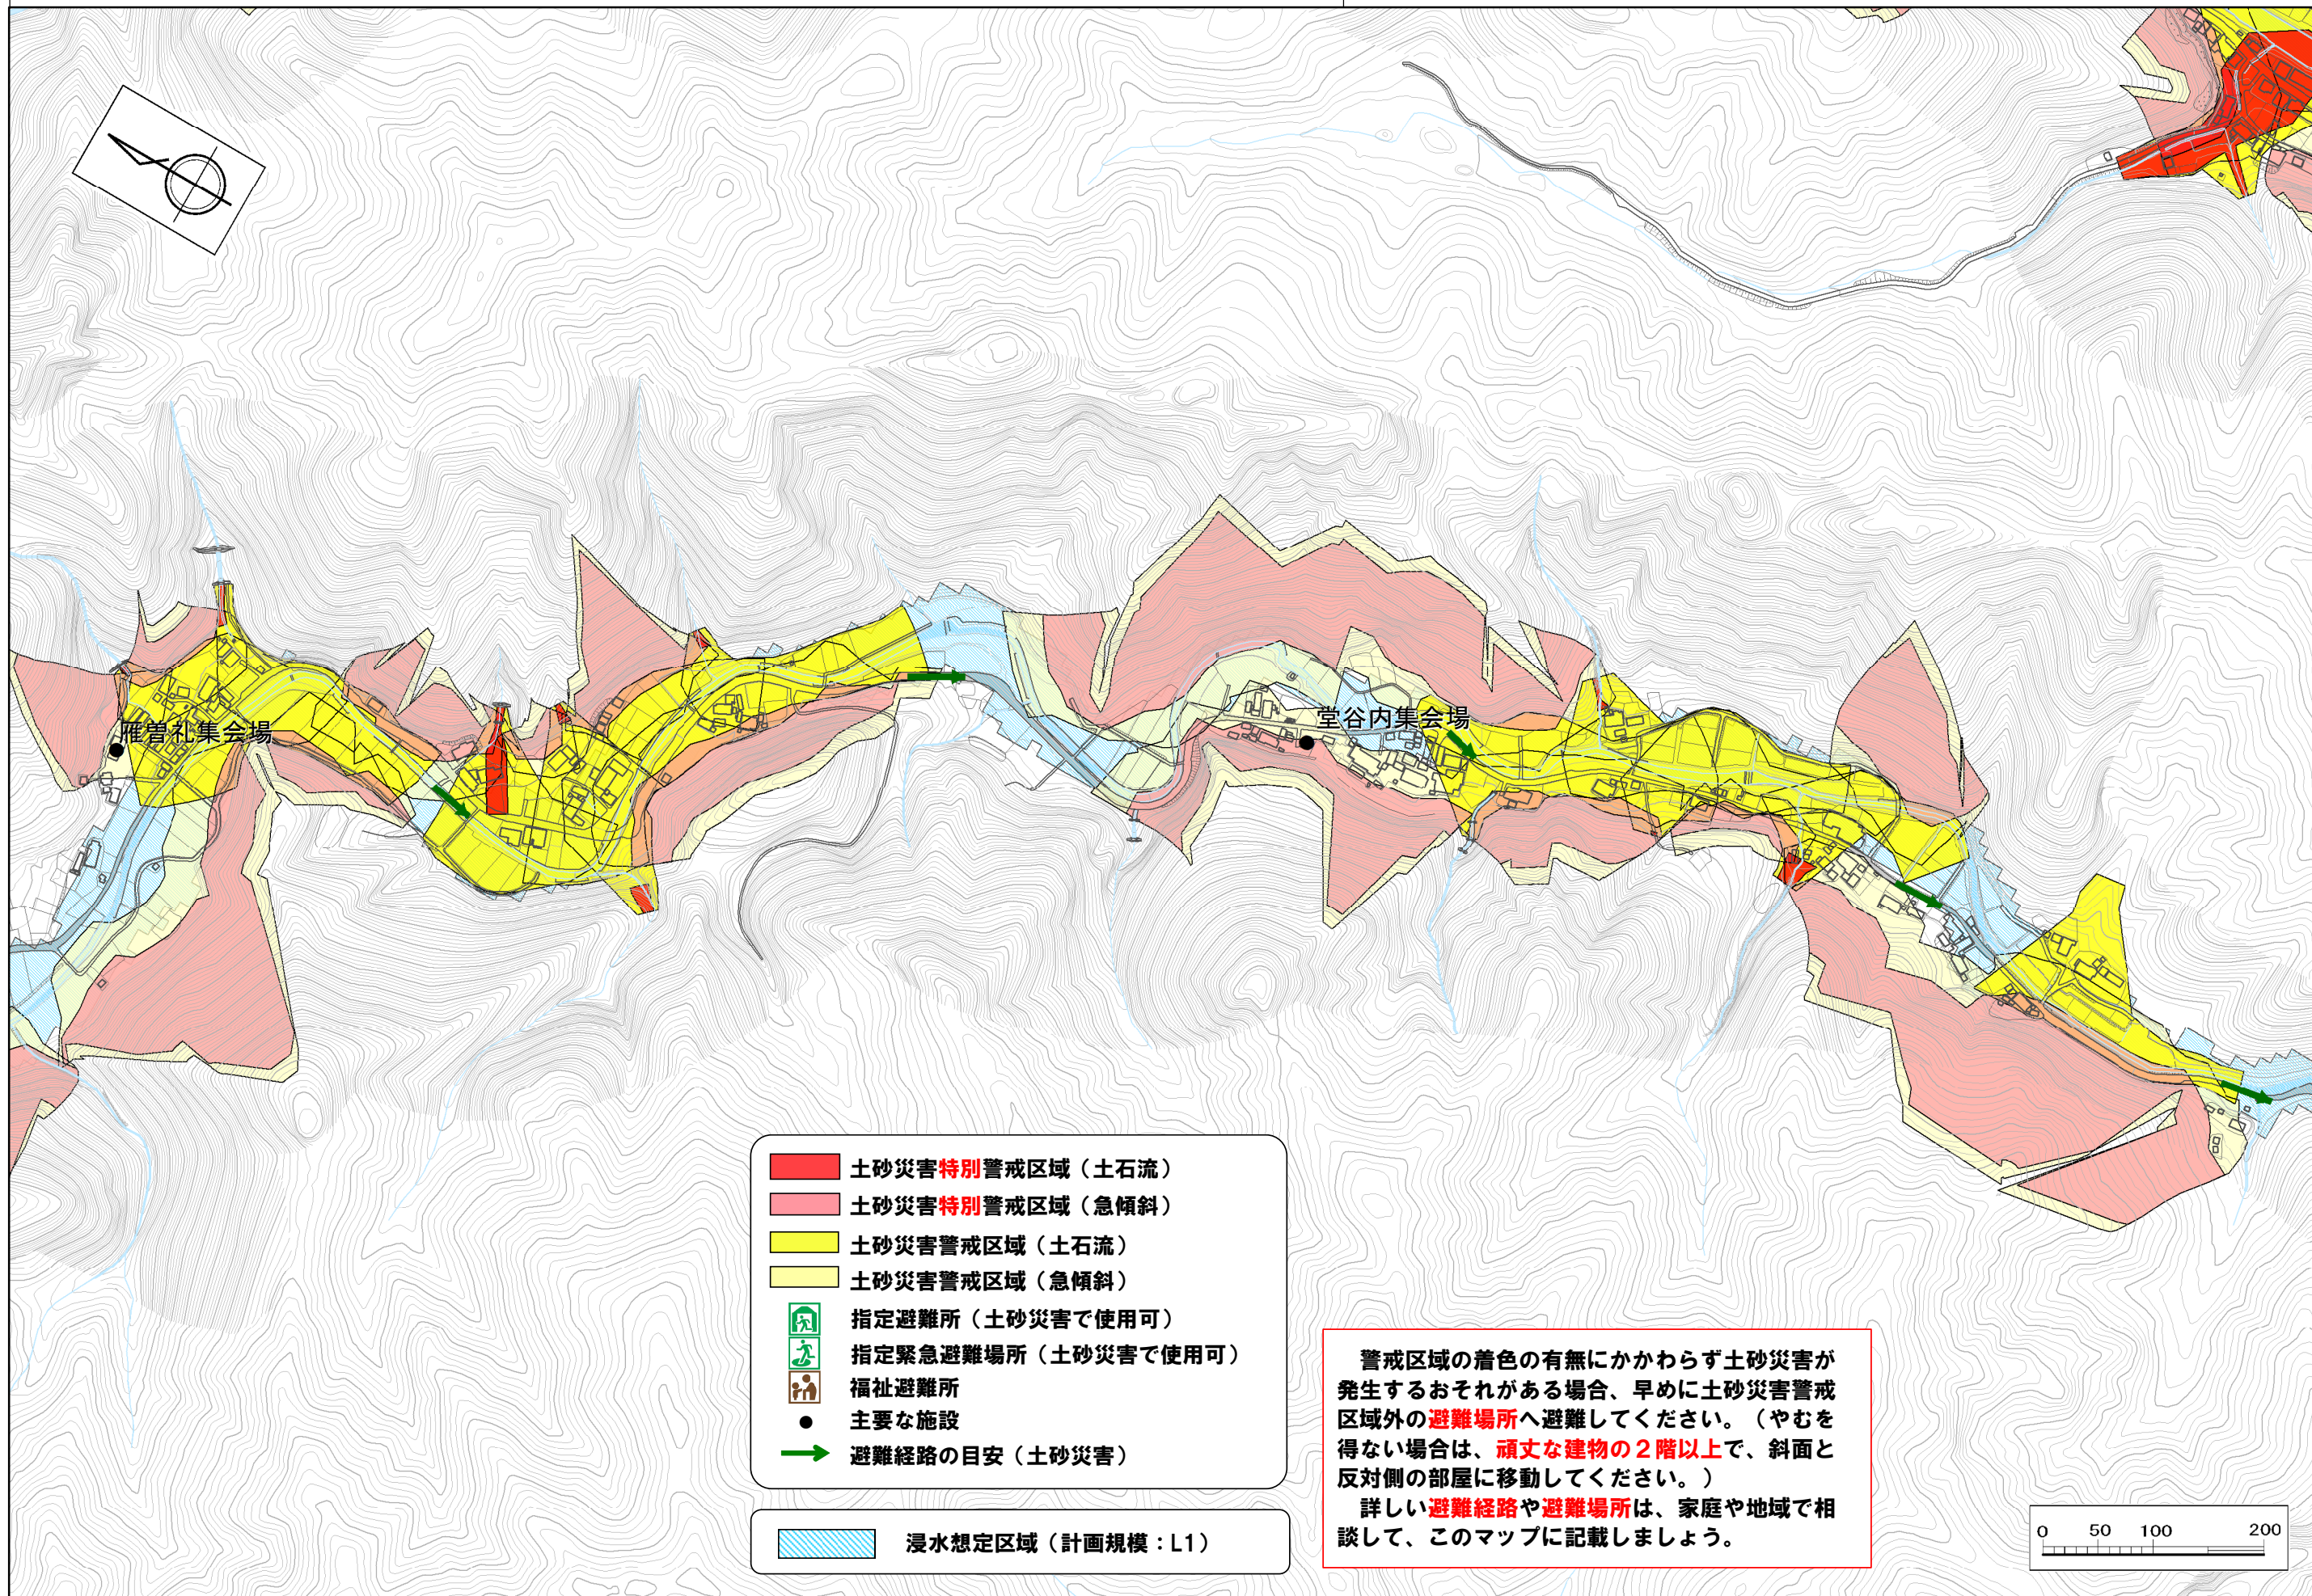 雁曽礼集会場
堂谷内集会場
土砂災害特別警戒区域（土石流）
土砂災害特別警戒区域（急傾斜）
土砂災害警戒区域（土石流）
土砂災害警戒区域（急傾斜）
指定避難所（土砂災害で使用可）
指定緊急避難場所（土砂災害で使用可）
福祉避難所
主要な施設
避難経路の目安（土砂災害）
浸水想定区域（計画規模：L1）
警戒区域の着色の有無にかかわらず土砂災害が
発生するおそれがある場合、早めに土砂災害警戒
区域外の避難場所へ避難してください。（やむを
得ない場合は、頑丈な建物の２階以上で、斜面と
反対側の部屋に移動してください。）
詳しい避難経路や避難場所は、家庭や地域で相
談して、このマップに記載しましょう。
0 50 100 200